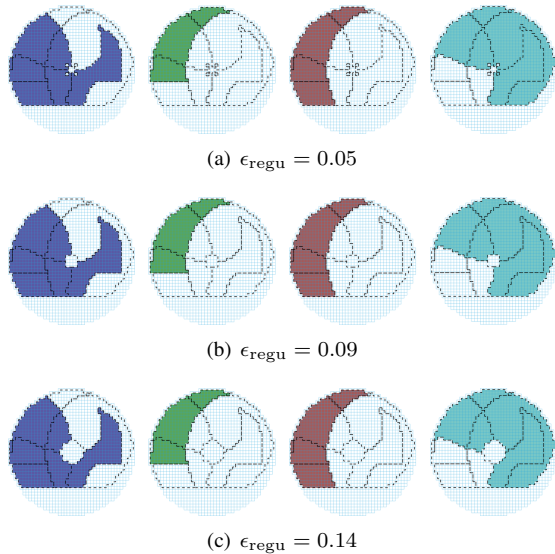 (a) ϵregu = 0.05
(b) ϵregu = 0.09
(c) ϵregu = 0.14